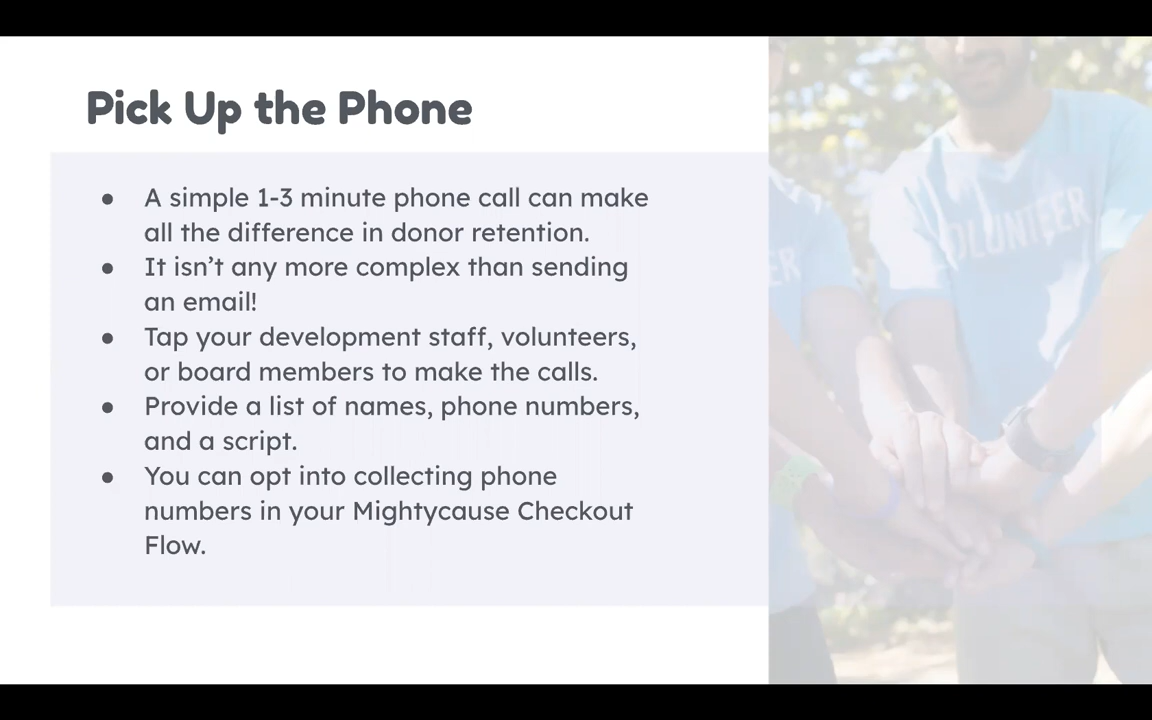 Pick Up the Phone
● A simple 1-3 minute phone call can make
all the difference in donor retention.
● It isn’t any more complex than sending
an email!
● Tap your development staff, volunteers,
or board members to make the calls.
● Provide a list of names, phone numbers,
and a script.
● You can opt into collecting phone
numbers in your Mightycause Checkout
Flow.
VOLUNTEER
ER